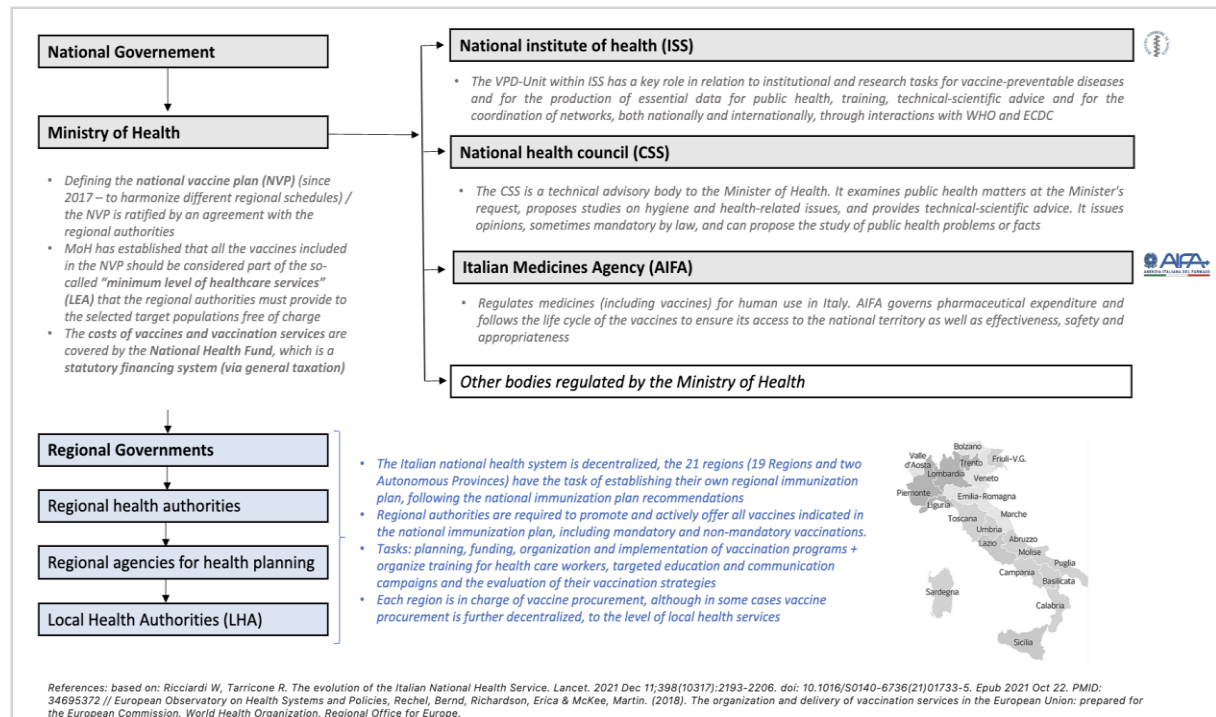 National Governement
Ministry of Health
• Defining the national vaccine plan (NVP) (since
2017 – to harmonize different regional schedules) /
the NVP is ratified by an agreement with the
regional authorities
• MoH has established that all the vaccines included
in the NVP should be considered part of the so-
called “minimum level of healthcare services”
(LEA) that the regional authorities must provide to
the selected target populations free of charge
• The costs of vaccines and vaccination services are
covered by the National Health Fund, which is a
statutory financing system (via general taxation)
National institute of health (ISS)
• The VPD-Unit within ISS has a key role in relation to institutional and research tasks for vaccine-preventable diseases
and for the production of essential data for public health, training, technical-scientific advice and for the
coordination of networks, both nationally and internationally, through interactions with WHO and ECDC
National health council (CSS)
• The CSS is a technical advisory body to the Minister of Health. It examines public health matters at the Minister's
request, proposes studies on hygiene and health-related issues, and provides technical-scientific advice. It issues
opinions, sometimes mandatory by law, and can propose the study of public health problems or facts
Italian Medicines Agency (AIFA)
AIFA
AGENZIA ITALIANA DEL FARMACO
• Regulates medicines (including vaccines) for human use in Italy. AIFA governs pharmaceutical expenditure and
follows the life cycle of the vaccines to ensure its access to the national territory as well as effectiveness, safety and
appropriateness
Other bodies regulated by the Ministry of Health
Regional Governments
Regional health authorities
Regional agencies for health planning
Local Health Authorities (LHA)
• The Italian national health system is decentralized, the 21 regions (19 Regions and two
Autonomous Provinces) have the task of establishing their own regional immunization
plan, following the national immunization plan recommendations
• Regional authorities are required to promote and actively offer all vaccines indicated in
the national immunization plan, including mandatory and non-mandatory vaccinations.
• Tasks: planning, funding, organization and implementation of vaccination programs +
organize training for health care workers, targeted education and communication
campaigns and the evaluation of their vaccination strategies
• Each region is in charge of vaccine procurement, although in some cases vaccine
procurement is further decentralized, to the level of local health services
Bolzano
Valle
d'Aosta
Trento
Friuli-V.G.
Lombardia
Veneto
Piemonte
Emilia-Romagna
Liguria
Marche
Toscana
Umbria
Abruzzo
Lazio
Molise
Puglia
Campania
Basilicata
Sardegna
Calabria
Sicilia
References: based on: Ricciardi W, Tarricone R. The evolution of the Italian National Health Service. Lancet. 2021 Dec 11;398(10317):2193-2206. doi: 10.1016/S0140-6736(21)01733-5. Epub 2021 Oct 22. PMID:
34695372 // European Observatory on Health Systems and Policies, Rechel, Bernd, Richardson, Erica & McKee, Martin. (2018). The organization and delivery of vaccination services in the European Union: prepared for
the European Commission. World Health Organization. Regional Office for Europe.